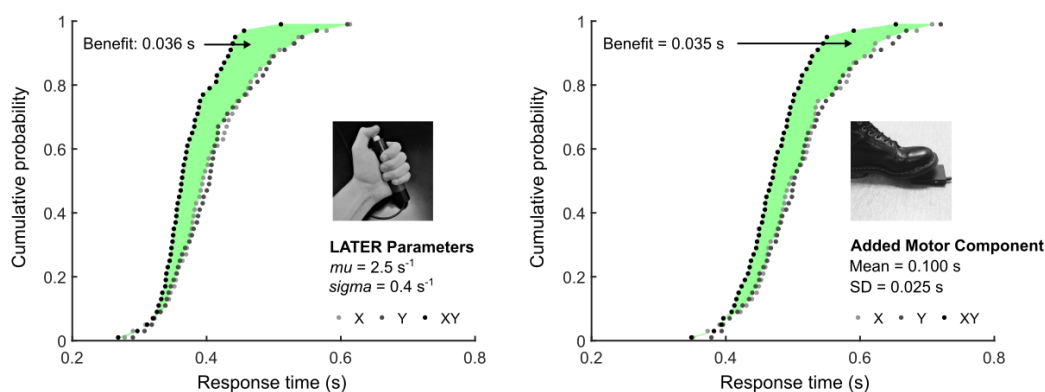 Cumulative probability
1
0.8
0.6
0.4
0.2
0
Benefit: 0.036 s
LATER Parameters
mu = 2.5 s⁻¹
sigma = 0.4 s⁻¹
X Y XY
0.2 0.4 0.6 0.8
Response time (s)
Cumulative probability
1
0.8
0.6
0.4
0.2
0
Benefit = 0.035 s
Added Motor Component
Mean = 0.100 s
SD = 0.025 s
X Y XY
0.2 0.4 0.6 0.8
Response time (s)